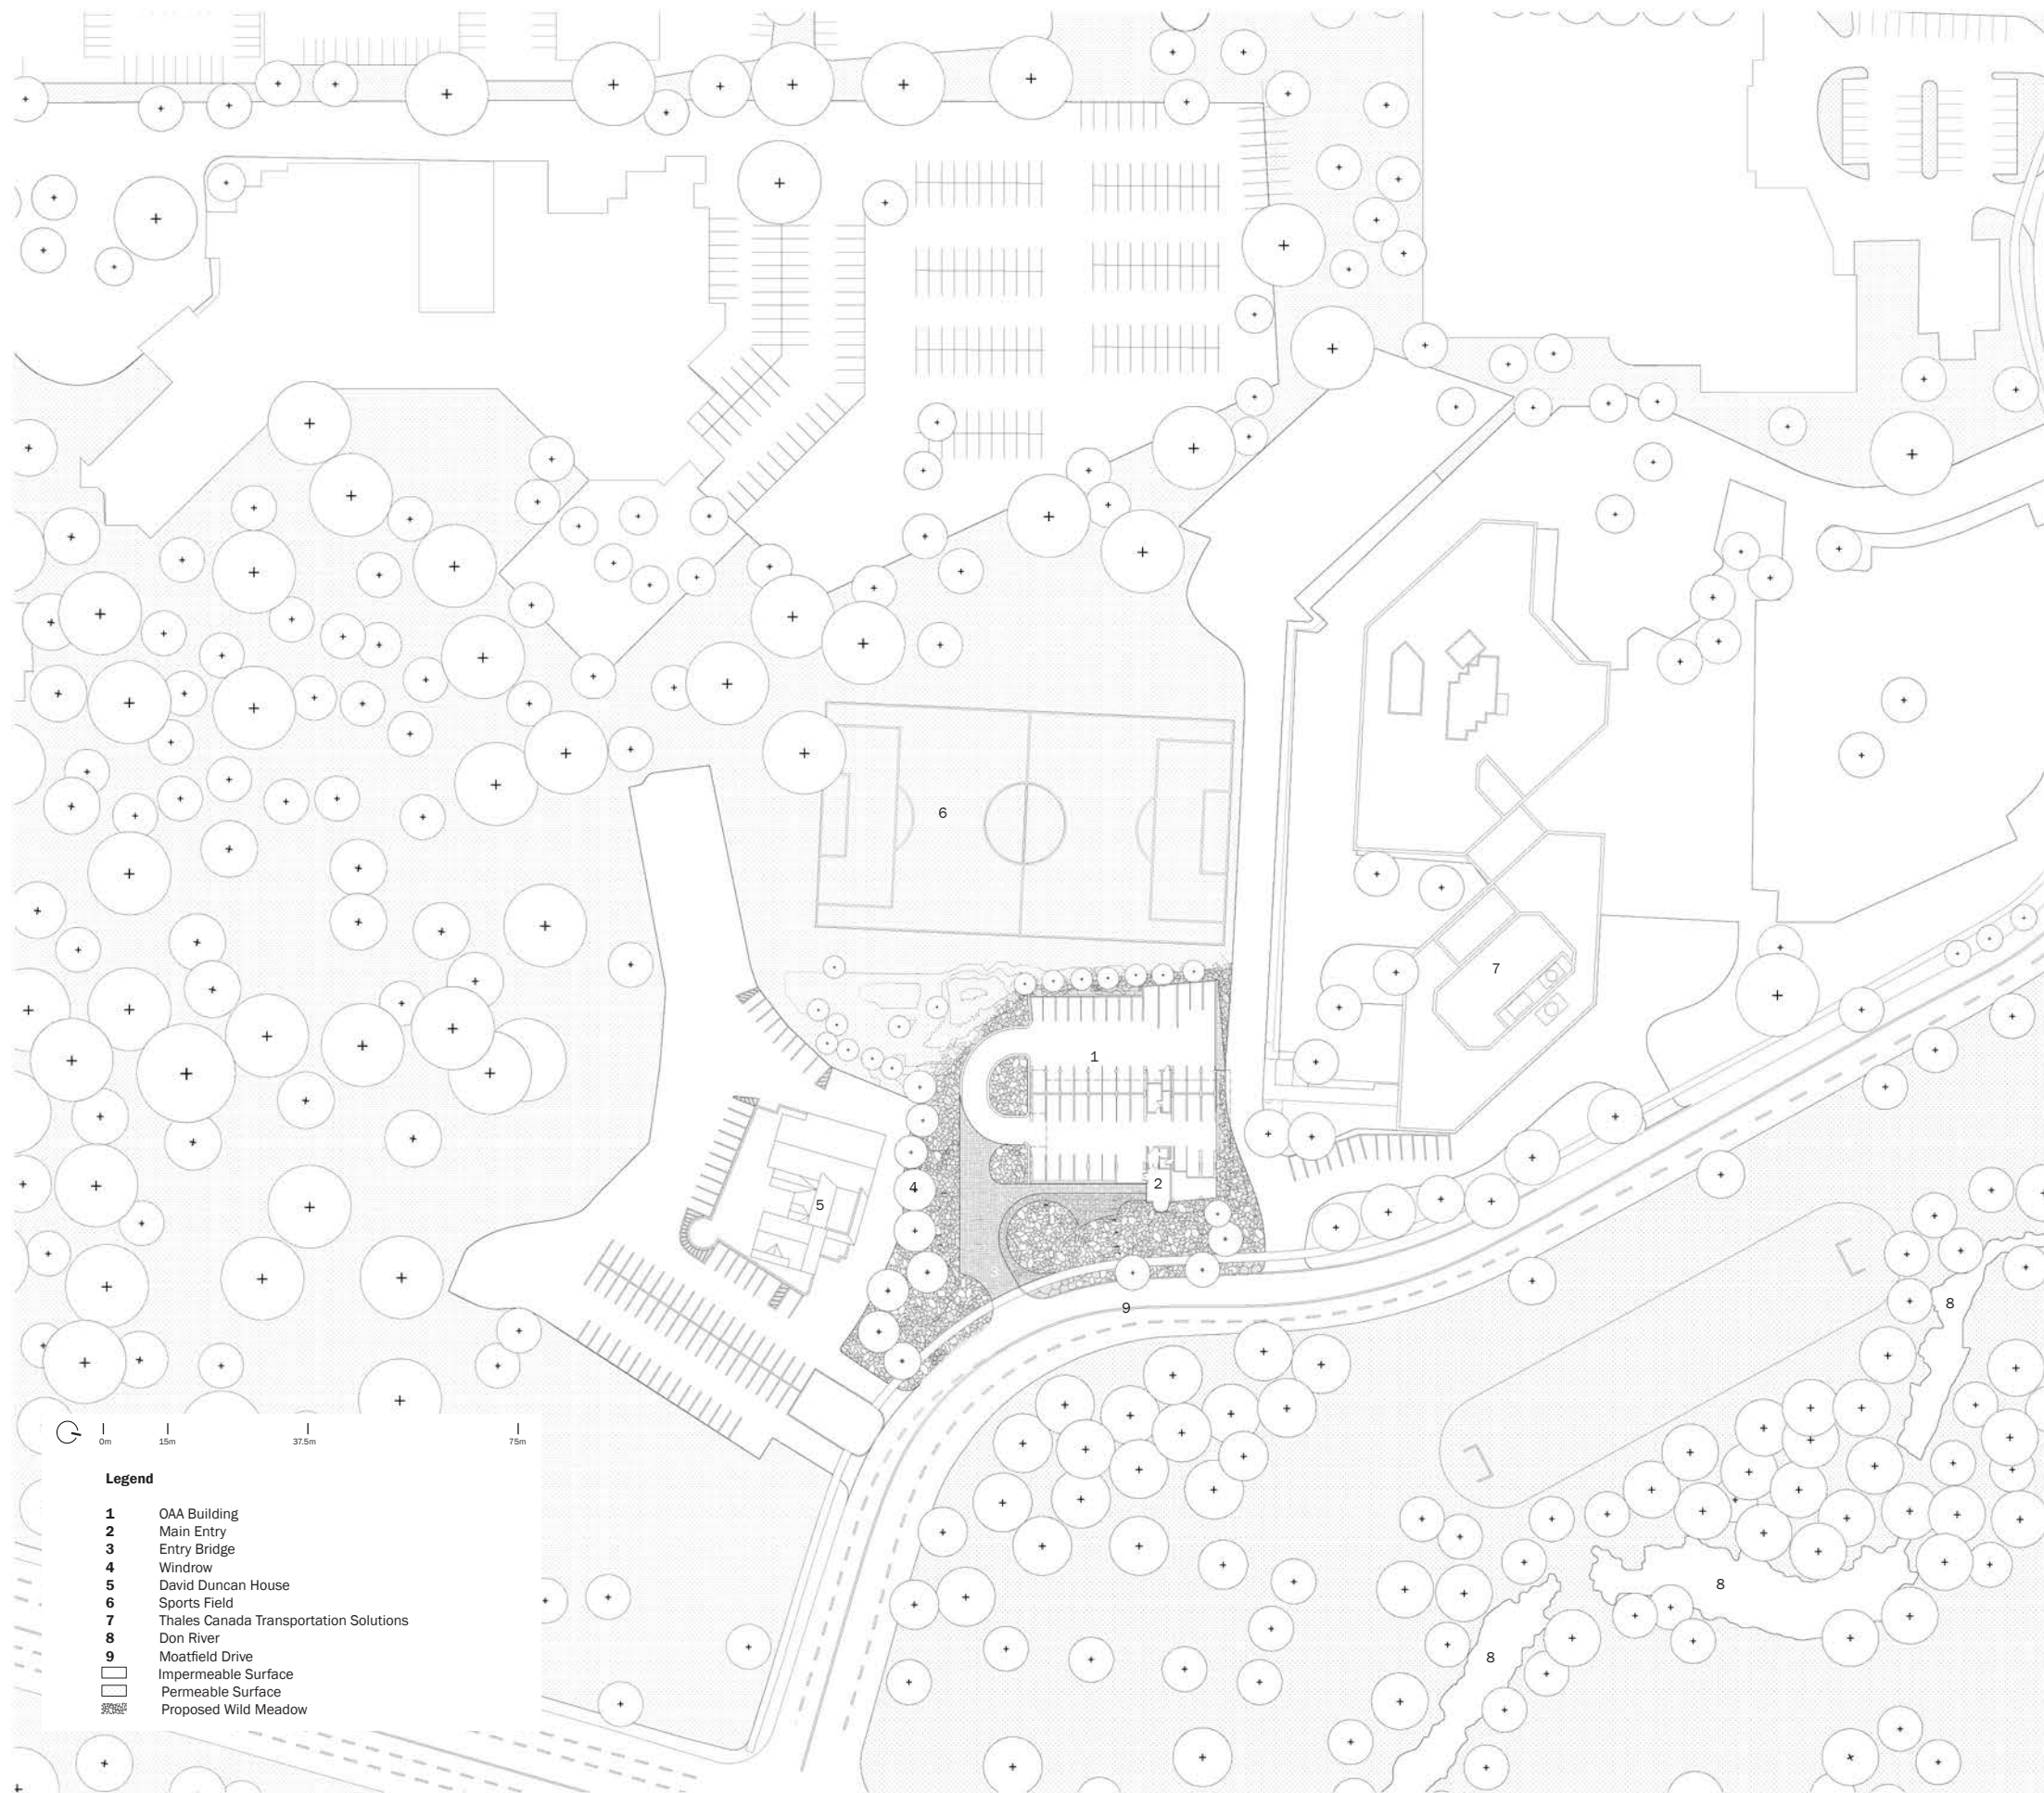 6
7
1
2
4
5
9
8
8
8
0m 15m 37.5m 75m
Legend
1 OAA Building
2 Main Entry
3 Entry Bridge
4 Windrow
5 David Duncan House
6 Sports Field
7 Thales Canada Transportation Solutions
8 Don River
9 Moatfield Drive
Impermeable Surface
Permeable Surface
Proposed Wild Meadow